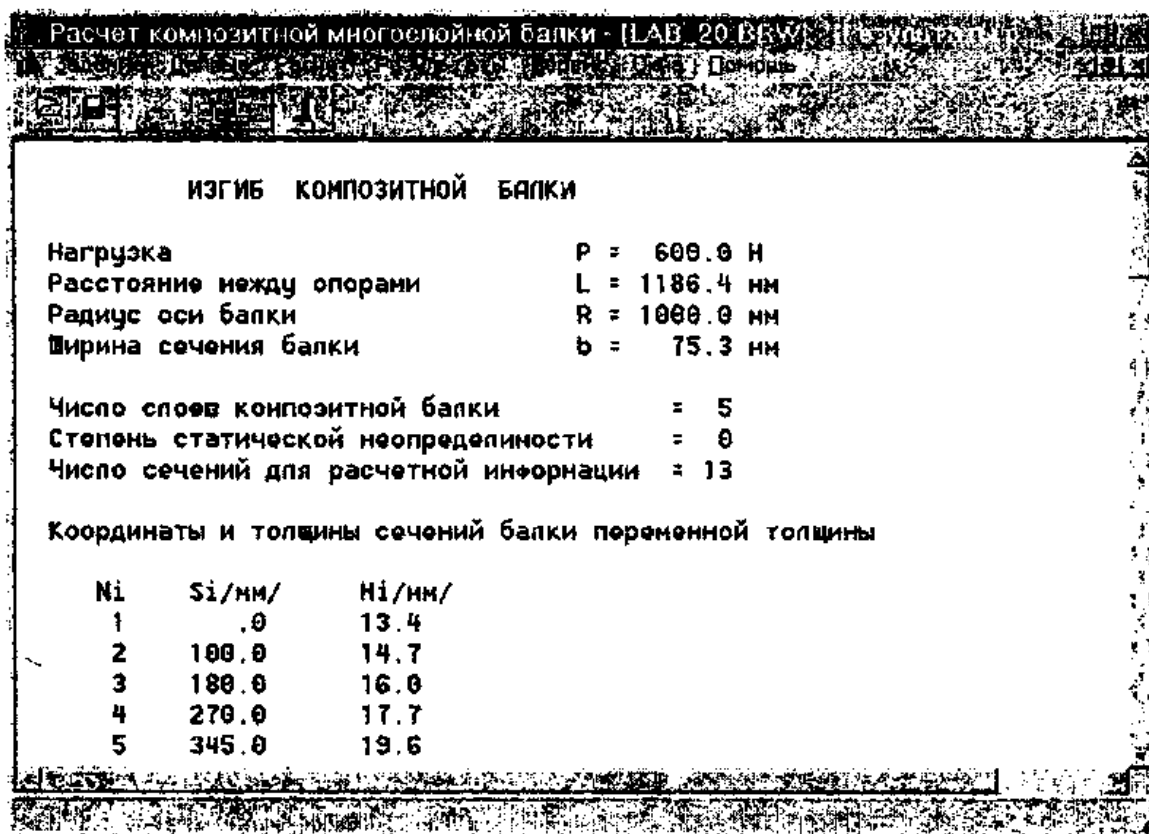 Расчет композитной многослойной балки - [LAB_20.BRW]
Окна Помощь
ИЗГИБ КОМПОЗИТНОЙ БАЛКИ
Нагрузка P = 600.0 Н
Расстояние между опорами L = 1186.4 мм
Радиус оси балки R = 1000.0 мм
Ширина сечения балки b = 75.3 мм
Число слоев композитной балки = 5
Степень статической неопределимости = 0
Число сечений для расчетной информации = 13
Координаты и толщины сечений балки переменной толщины
Ni Si/мм/ Hi/мм/
1 .0 13.4
2 100.0 14.7
3 180.0 16.0
4 270.0 17.7
5 345.0 19.6